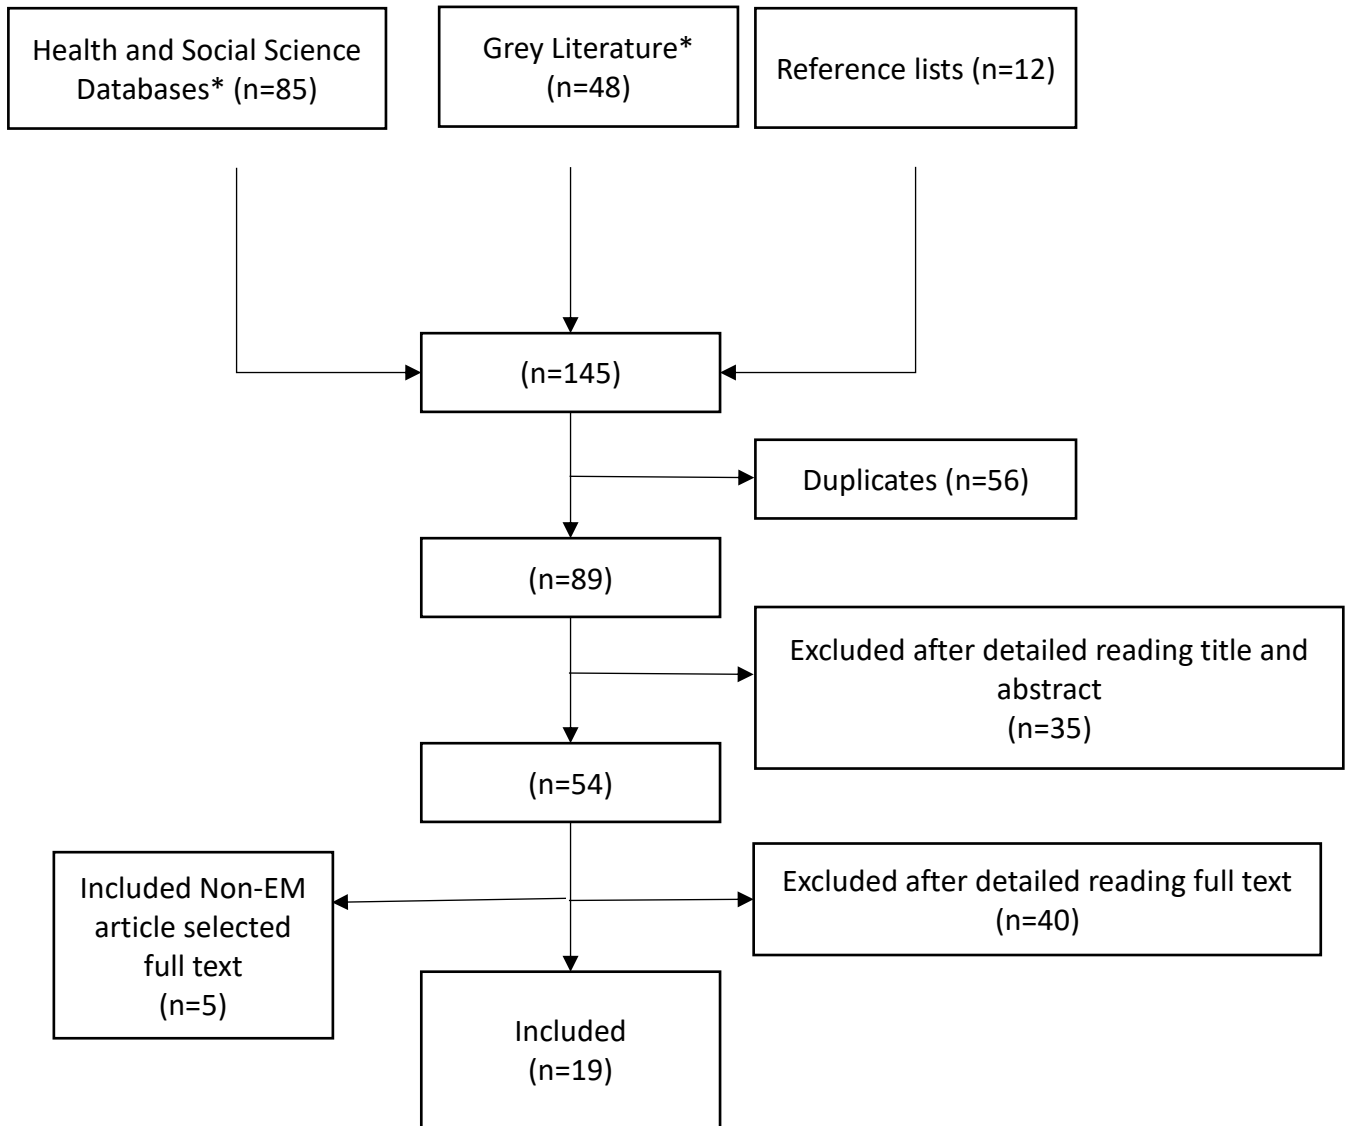 Health and Social Science
Databases* (n=85)
Grey Literature*
(n=48)
Reference lists (n=12)
(n=145)
Duplicates (n=56)
(n=89)
Excluded after detailed reading title and
abstract
(n=35)
(n=54)
Included Non-EM
article selected
full text
(n=5)
Excluded after detailed reading full text
(n=40)
Included
(n=19)